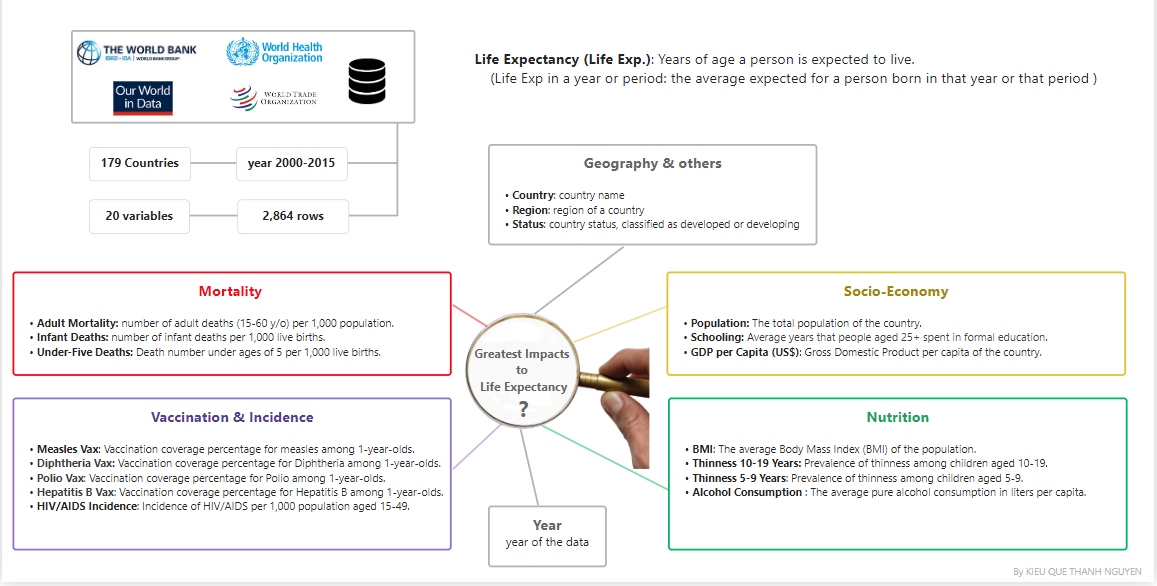 THE WORLD BANK
IBRD • IDA | WORLD BANK GROUP
World Health
Organization
Our World
in Data
WORLD TRADE
ORGANIZATION
Life Expectancy (Life Exp.): Years of age a person is expected to live.
(Life Exp in a year or period: the average expected for a person born in that year or that period )
179 Countries
year 2000-2015
20 variables
2,864 rows
Geography & others
• Country: country name
• Region: region of a country
• Status: country status, classified as developed or developing
Mortality
• Adult Mortality: number of adult deaths (15-60 y/o) per 1,000 population.
• Infant Deaths: number of infant deaths per 1,000 live births.
• Under-Five Deaths: Death number under ages of 5 per 1,000 live births.
Socio-Economy
• Population: The total population of the country.
• Schooling: Average years that people aged 25+ spent in formal education.
• GDP per Capita (US$): Gross Domestic Product per capita of the country.
Greatest Impacts
to
Life Expectancy
?
Vaccination & Incidence
• Measles Vax: Vaccination coverage percentage for measles among 1-year-olds.
• Diphtheria Vax: Vaccination coverage percentage for Diphtheria among 1-year-olds.
• Polio Vax: Vaccination coverage percentage for Polio among 1-year-olds.
• Hepatitis B Vax: Vaccination coverage percentage for Hepatitis B among 1-year-olds.
• HIV/AIDS Incidence: Incidence of HIV/AIDS per 1,000 population aged 15-49.
Nutrition
• BMI: The average Body Mass Index (BMI) of the population.
• Thinness 10-19 Years: Prevalence of thinness among children aged 10-19.
• Thinness 5-9 Years: Prevalence of thinness among children aged 5-9.
• Alcohol Consumption : The average pure alcohol consumption in liters per capita.
Year
year of the data
By KIEU QUE THANH NGUYEN